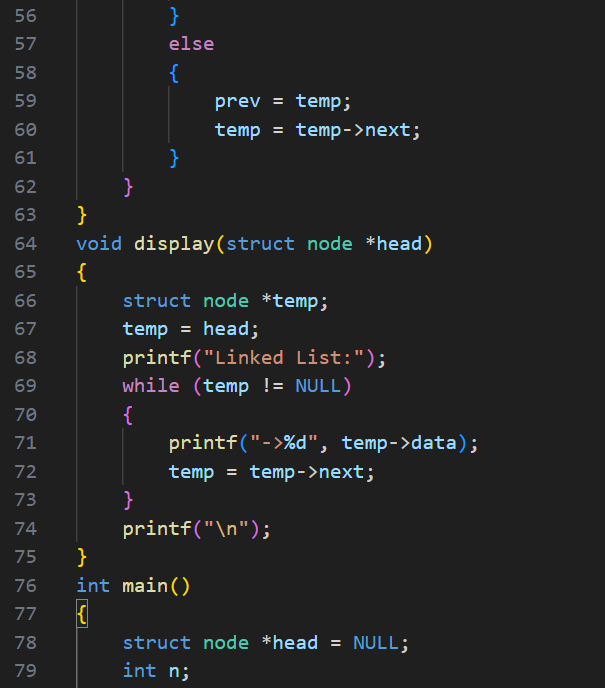 56 }
57 else
58 {
59 prev = temp;
60 temp = temp->next;
61 }
62 }
63 }
64 void display(struct node *head)
65 {
66 struct node *temp;
67 temp = head;
68 printf("Linked List:");
69 while (temp != NULL)
70 {
71 printf("->%d", temp->data);
72 temp = temp->next;
73 }
74 printf("\n");
75 }
76 int main()
77 {
78 struct node *head = NULL;
79 int n;